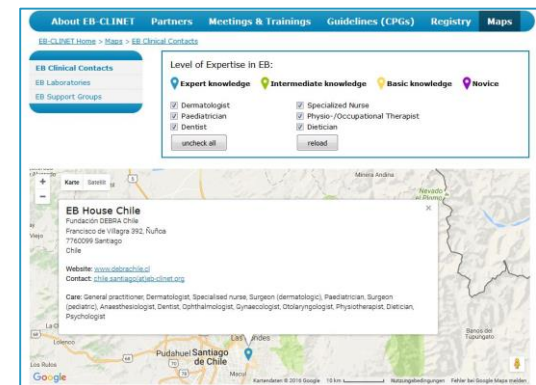 About EB-CLINET Partners Meetings & Trainings Guidelines (CPGs) Registry Maps
EB-CLINET Home > Maps > EB Clinical Contacts
EB Clinical Contacts
EB Laboratories
EB Support Groups
Level of Expertise in EB:
Expert knowledge Intermediate knowledge Basic knowledge Novice
Dermatologist Specialized Nurse
Paediatrician Physio-/Occupational Therapist
Dentist Dietician
uncheck all reload
+ Karte Satellit
−
Minera Andina
Nevado
EB House Chile ×
Fundación DEBRA Chile
Francisco de Villagra 392, Ñuñoa
7760099 Santiago
Chile
Website: www.debrachile.cl
Contact: chile.santiago(at)eb-clinet.org
Care: General practitioner, Dermatologist, Specialised nurse, Surgeon (dermatologic), Paediatrician, Surgeon
(pediatric), Anaesthesiologist, Dentist, Ophthalmologist, Gynaecologist, Otolaryngologist, Physiotherapist, Dietician,
Psychologist
Tupungato
Pudahuel Santiago
de Chile
Los Rulos
Google Kartendaten © 2016 Google 10 km Nutzungsbedingungen Fehler bei Google Maps melden